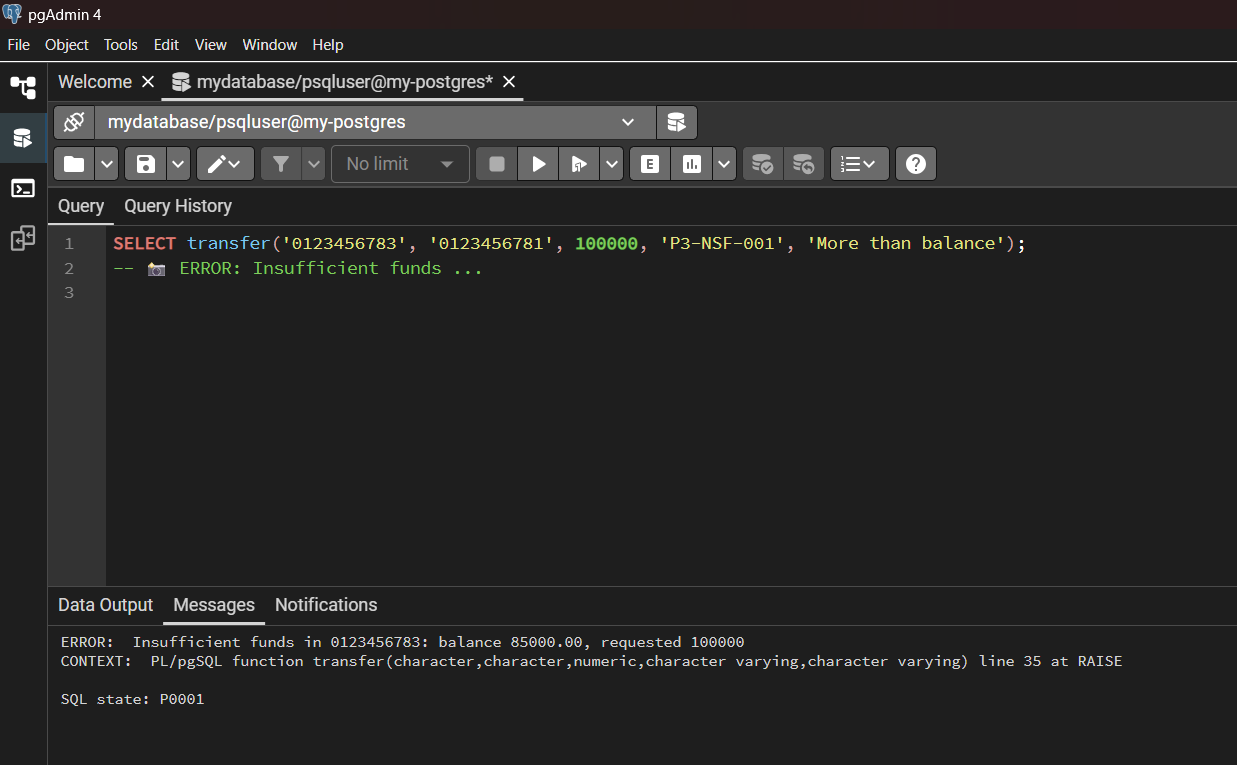 pgAdmin 4
File Object Tools Edit View Window Help
Welcome mydatabase/psqluser@my-postgres*
mydatabase/psqluser@my-postgres
No limit E
Query Query History
1 SELECT transfer('0123456783', '0123456781', 100000, 'P3-NSF-001', 'More than balance');
2 -- 📸 ERROR: Insufficient funds ...
3
Data Output Messages Notifications
ERROR:  Insufficient funds in 0123456783: balance 85000.00, requested 100000
CONTEXT:  PL/pgSQL function transfer(character,character,numeric,character varying,character varying) line 35 at RAISE
SQL state: P0001